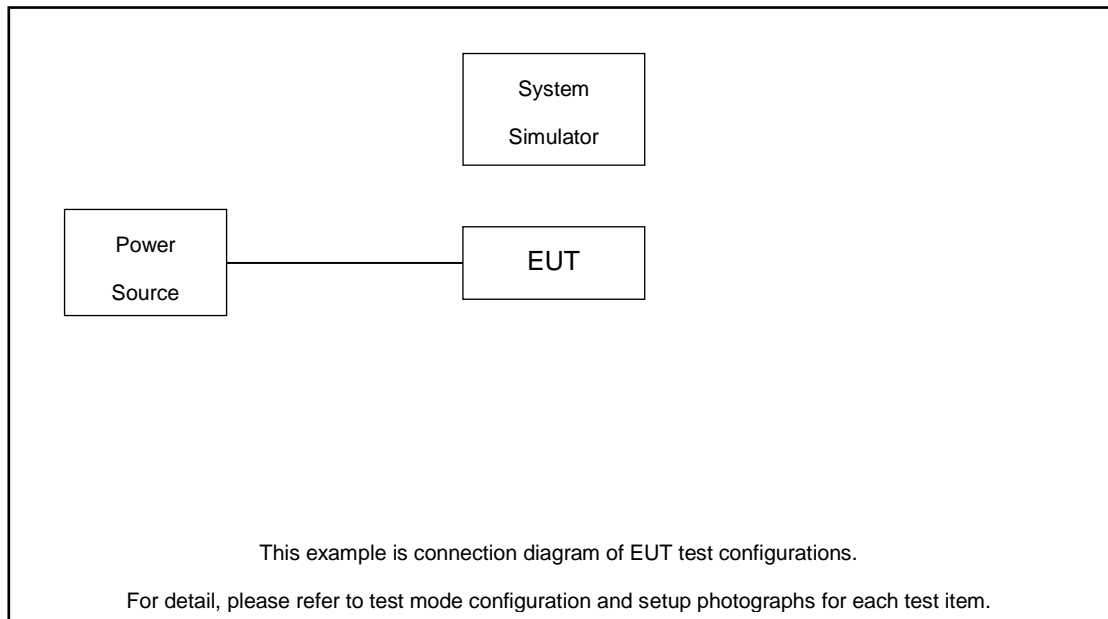 System
Simulator
Power
Source
EUT
This example is connection diagram of EUT test configurations.
For detail, please refer to test mode configuration and setup photographs for each test item.